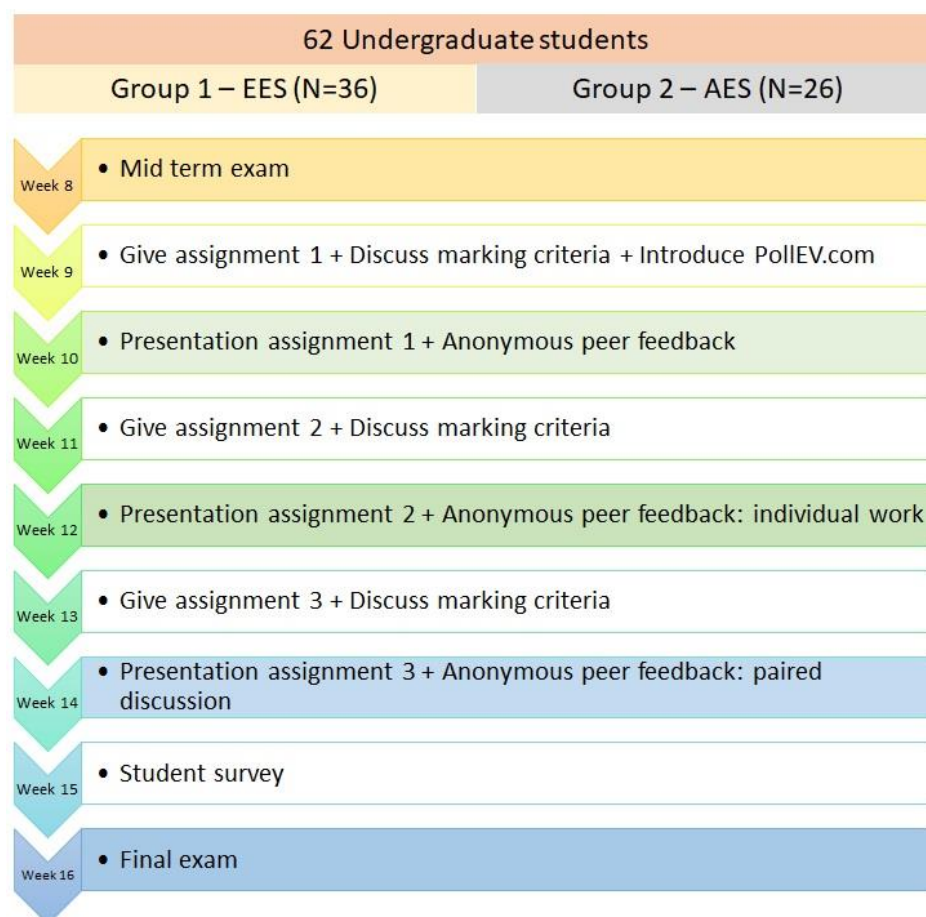 62 Undergraduate students
Group 1 – EES (N=36)
Group 2 – AES (N=26)
Week 8
• Mid term exam
Week 9
• Give assignment 1 + Discuss marking criteria + Introduce PollEV.com
Week 10
• Presentation assignment 1 + Anonymous peer feedback
Week 11
• Give assignment 2 + Discuss marking criteria
Week 12
• Presentation assignment 2 + Anonymous peer feedback: individual work
Week 13
• Give assignment 3 + Discuss marking criteria
Week 14
• Presentation assignment 3 + Anonymous peer feedback: paired
discussion
Week 15
• Student survey
Week 16
• Final exam